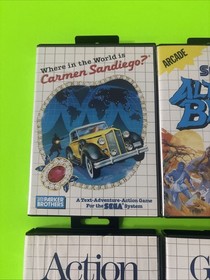 Where in the World is
Carmen Sandiego?
PARKER
BROTHERS
A Text-Adventure-Action Game
For the SEGA System
ARCADE
Action